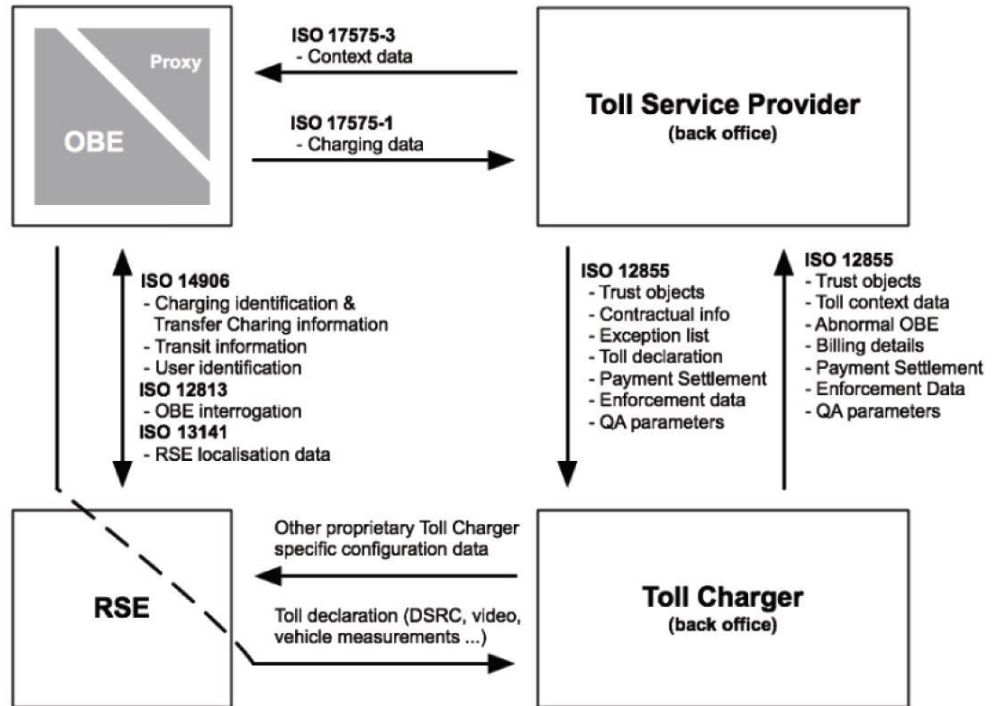 Proxy
OBE
ISO 17575-3
- Context data
ISO 17575-1
- Charging data
Toll Service Provider
(back office)
ISO 14906
- Charging identification &
Transfer Charing information
- Transit information
- User identification
ISO 12813
- OBE interrogation
ISO 13141
- RSE localisation data
ISO 12855
- Trust objects
- Contractual info
- Exception list
- Toll declaration
- Payment Settlement
- Enforcement data
- QA parameters
ISO 12855
- Trust objects
- Toll context data
- Abnormal OBE
- Billing details
- Payment Settlement
- Enforcement Data
- QA parameters
RSE
Other proprietary Toll Charger
specific configuration data
Toll declaration (DSRC, video,
vehicle measurements ...)
Toll Charger
(back office)